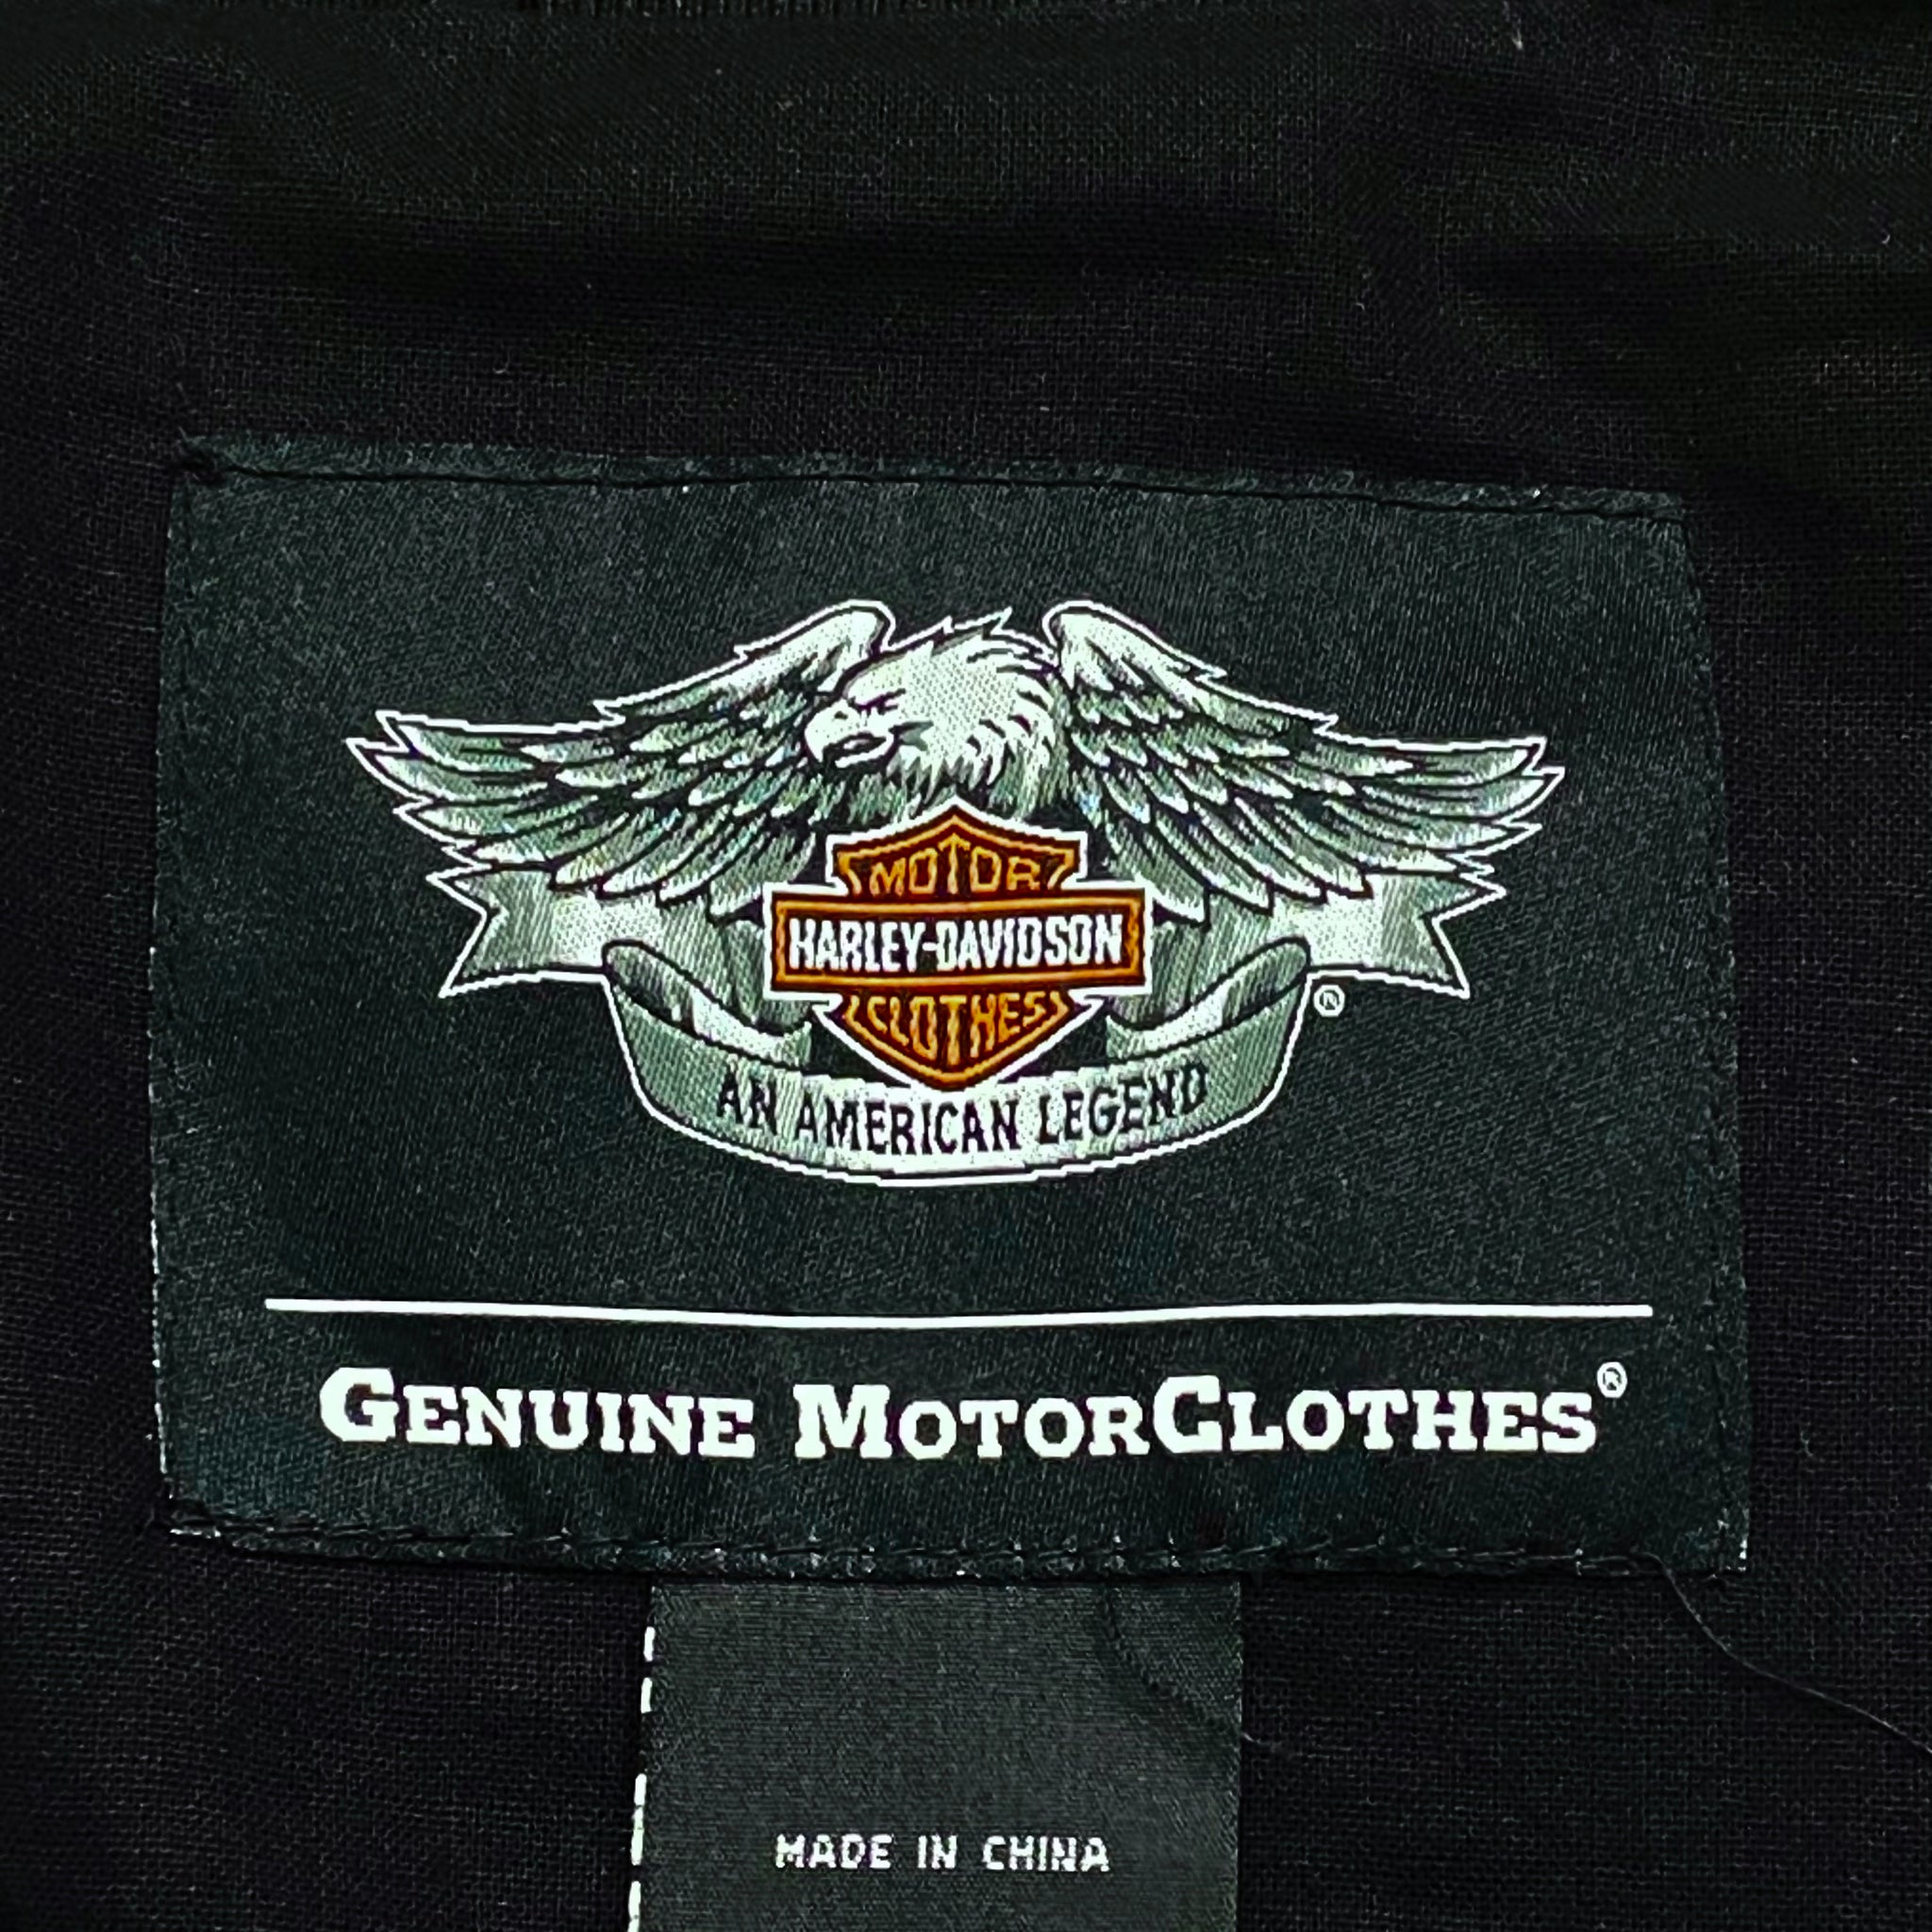 MOTOR
HARLEY-DAVIDSON
CLOTHES
®
AN AMERICAN LEGEND
GENUINE MOTORCLOTHES®
MADE IN CHINA